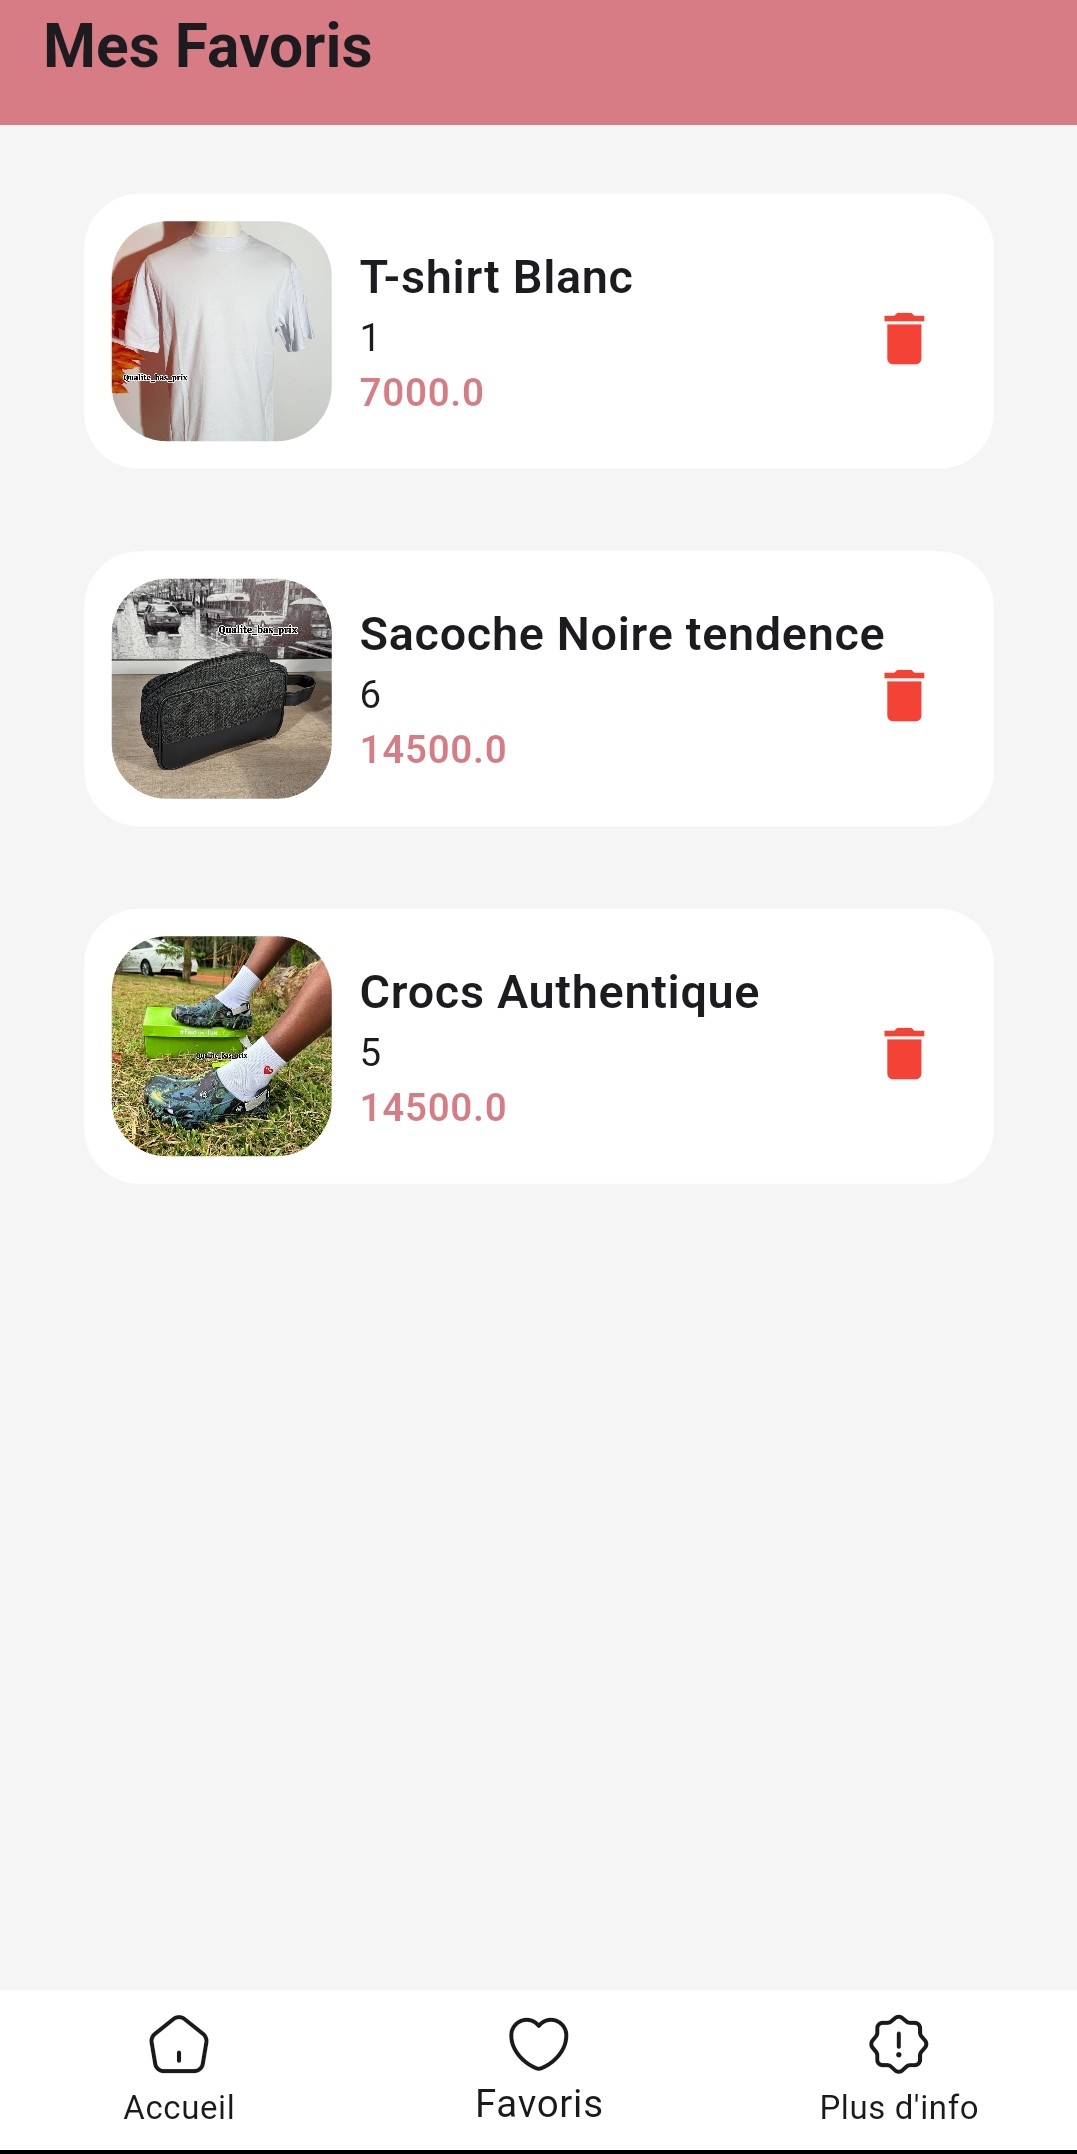 Mes Favoris
T-shirt Blanc
1
7000.0
Qualite_bas_prix
Sacoche Noire tendence
6
14500.0
Qualite_bas_prix
Crocs Authentique
5
14500.0
Qualite_bas_prix
Accueil
Favoris
Plus d'info